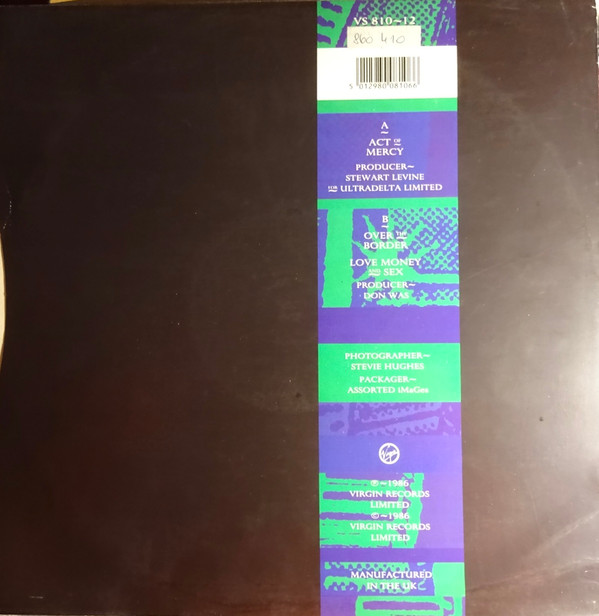 VS 810~12
860 410
5 012980 081066
A
~
ACT OF
MERCY
PRODUCER~
STEWART LEVINE
FOR ULTRADELTA LIMITED
B
~
OVER THE
BORDER
LOVE MONEY
AND SEX
PRODUCER~
DON WAS
PHOTOGRAPHER~
STEVIE HUGHES
PACKAGER~
ASSORTED iMaGes
Virgin
℗~1986
VIRGIN RECORDS
LIMITED
©~1986
VIRGIN RECORDS
LIMITED
MANUFACTURED
IN THE UK